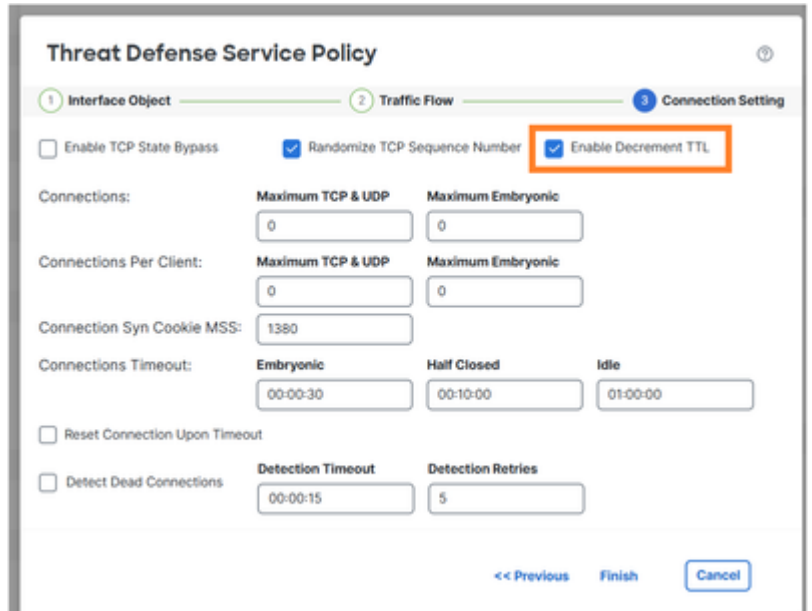 Threat Defense Service Policy
1 Interface Object 2 Traffic Flow 3 Connection Setting
Enable TCP State Bypass Randomize TCP Sequence Number Enable Decrement TTL
Connections: Maximum TCP & UDP Maximum Embryonic
0 0
Connections Per Client: Maximum TCP & UDP Maximum Embryonic
0 0
Connection Syn Cookie MSS: 1380
Connections Timeout: Embryonic Half Closed Idle
00:00:30 00:10:00 01:00:00
Reset Connection Upon Timeout
Detect Dead Connections Detection Timeout Detection Retries
00:00:15 5
<< Previous Finish Cancel